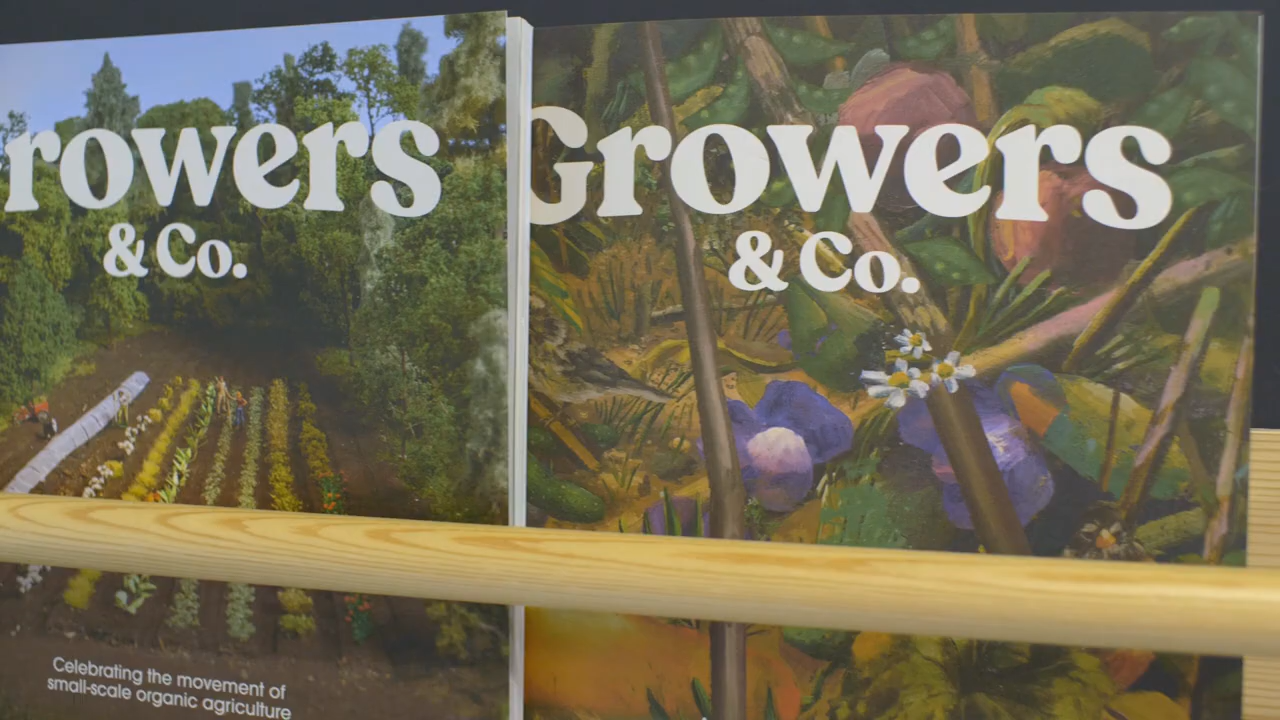 rowers
& Co.
Celebrating the movement of
small-scale organic agriculture
Growers
& Co.